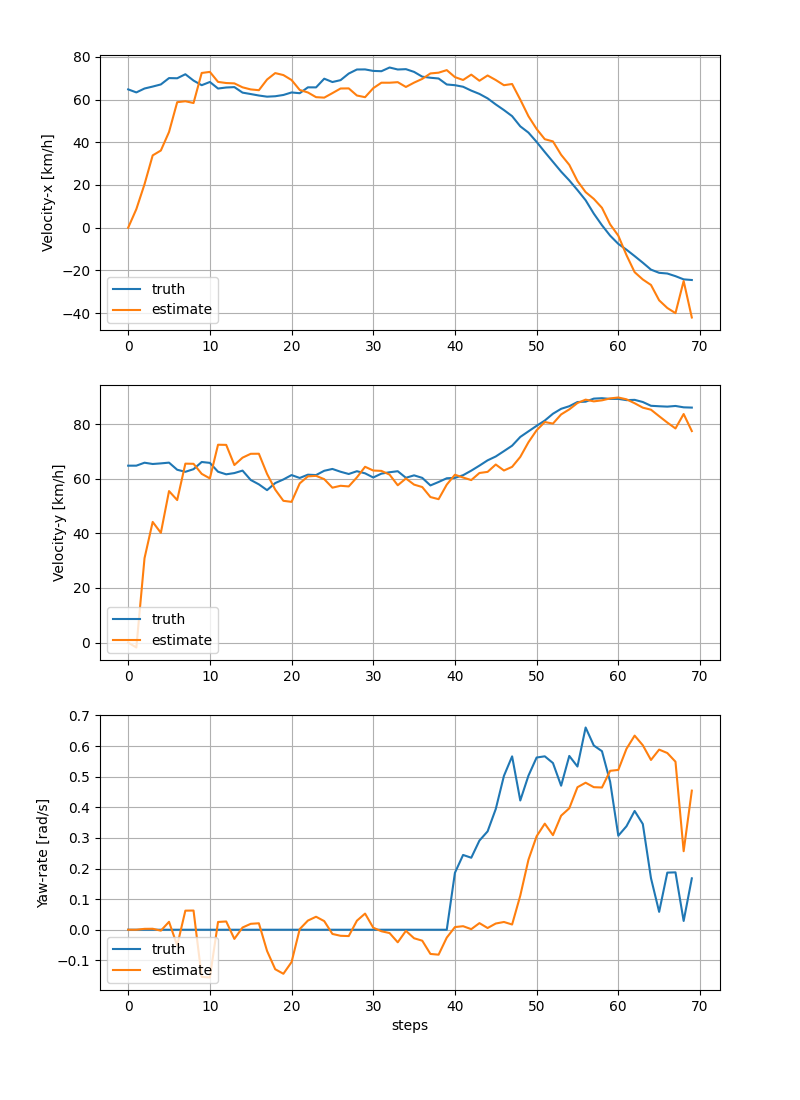 80
60
40
20
0
−20
−40
Velocity-x [km/h]
truth
estimate
0 10 20 30 40 50 60 70
80
60
40
20
0
Velocity-y [km/h]
truth
estimate
0 10 20 30 40 50 60 70
0.7
0.6
0.5
0.4
0.3
0.2
0.1
0.0
−0.1
Yaw-rate [rad/s]
truth
estimate
0 10 20 30 40 50 60 70
steps